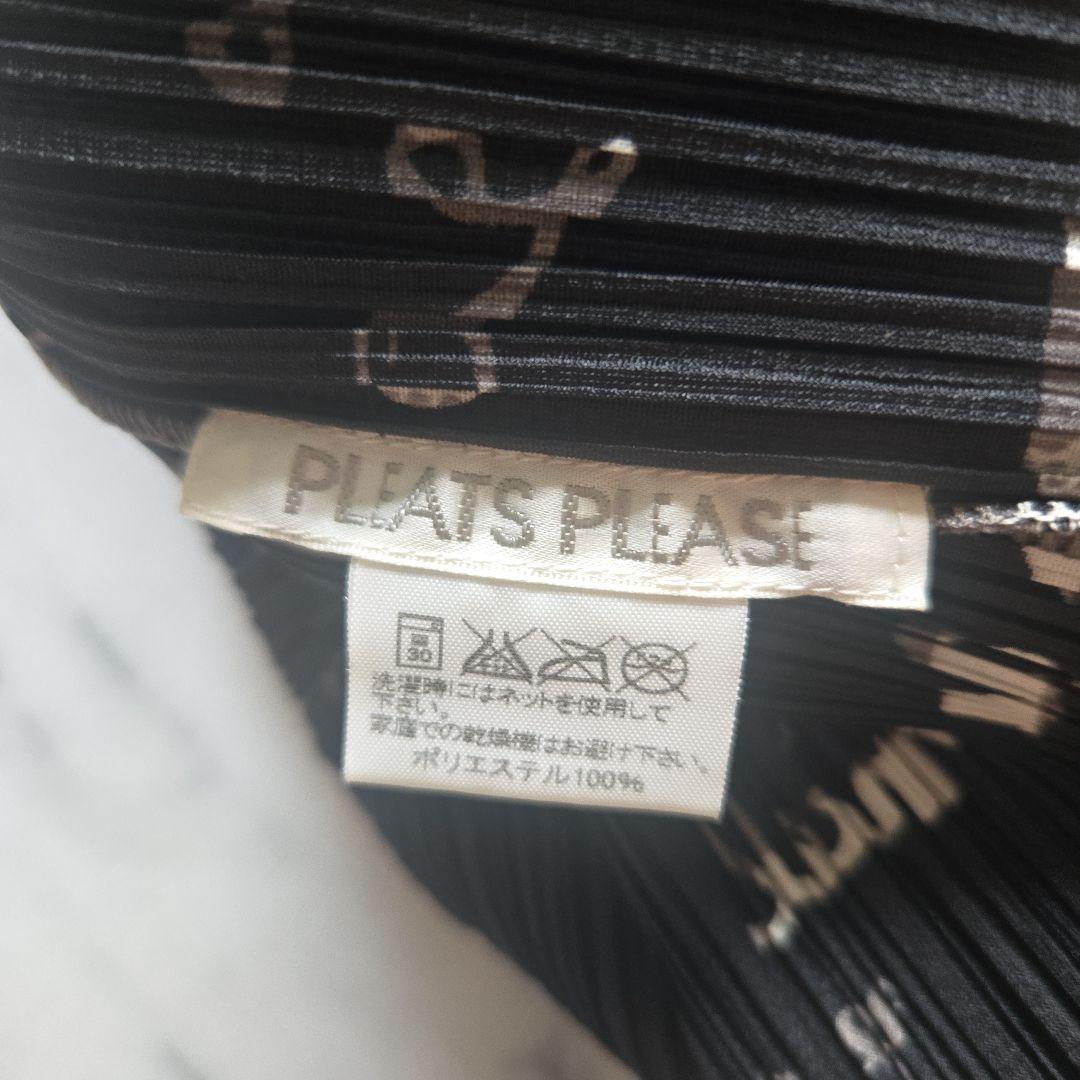 PLEATS PLEASE
弱
30
洗濯時にはネットを使用して
下さい。
家庭での乾燥機はお避け下さい。
ポリエステル100%